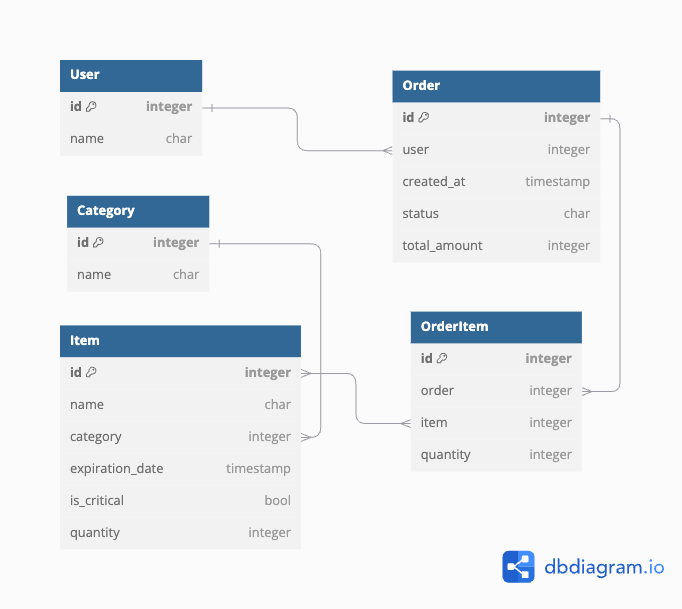 User
id integer
name char
Order
id integer
user integer
created_at timestamp
status char
total_amount integer
Category
id integer
name char
Item
id integer
name char
category integer
expiration_date timestamp
is_critical bool
quantity integer
OrderItem
id integer
order integer
item integer
quantity integer
dbdiagram.io